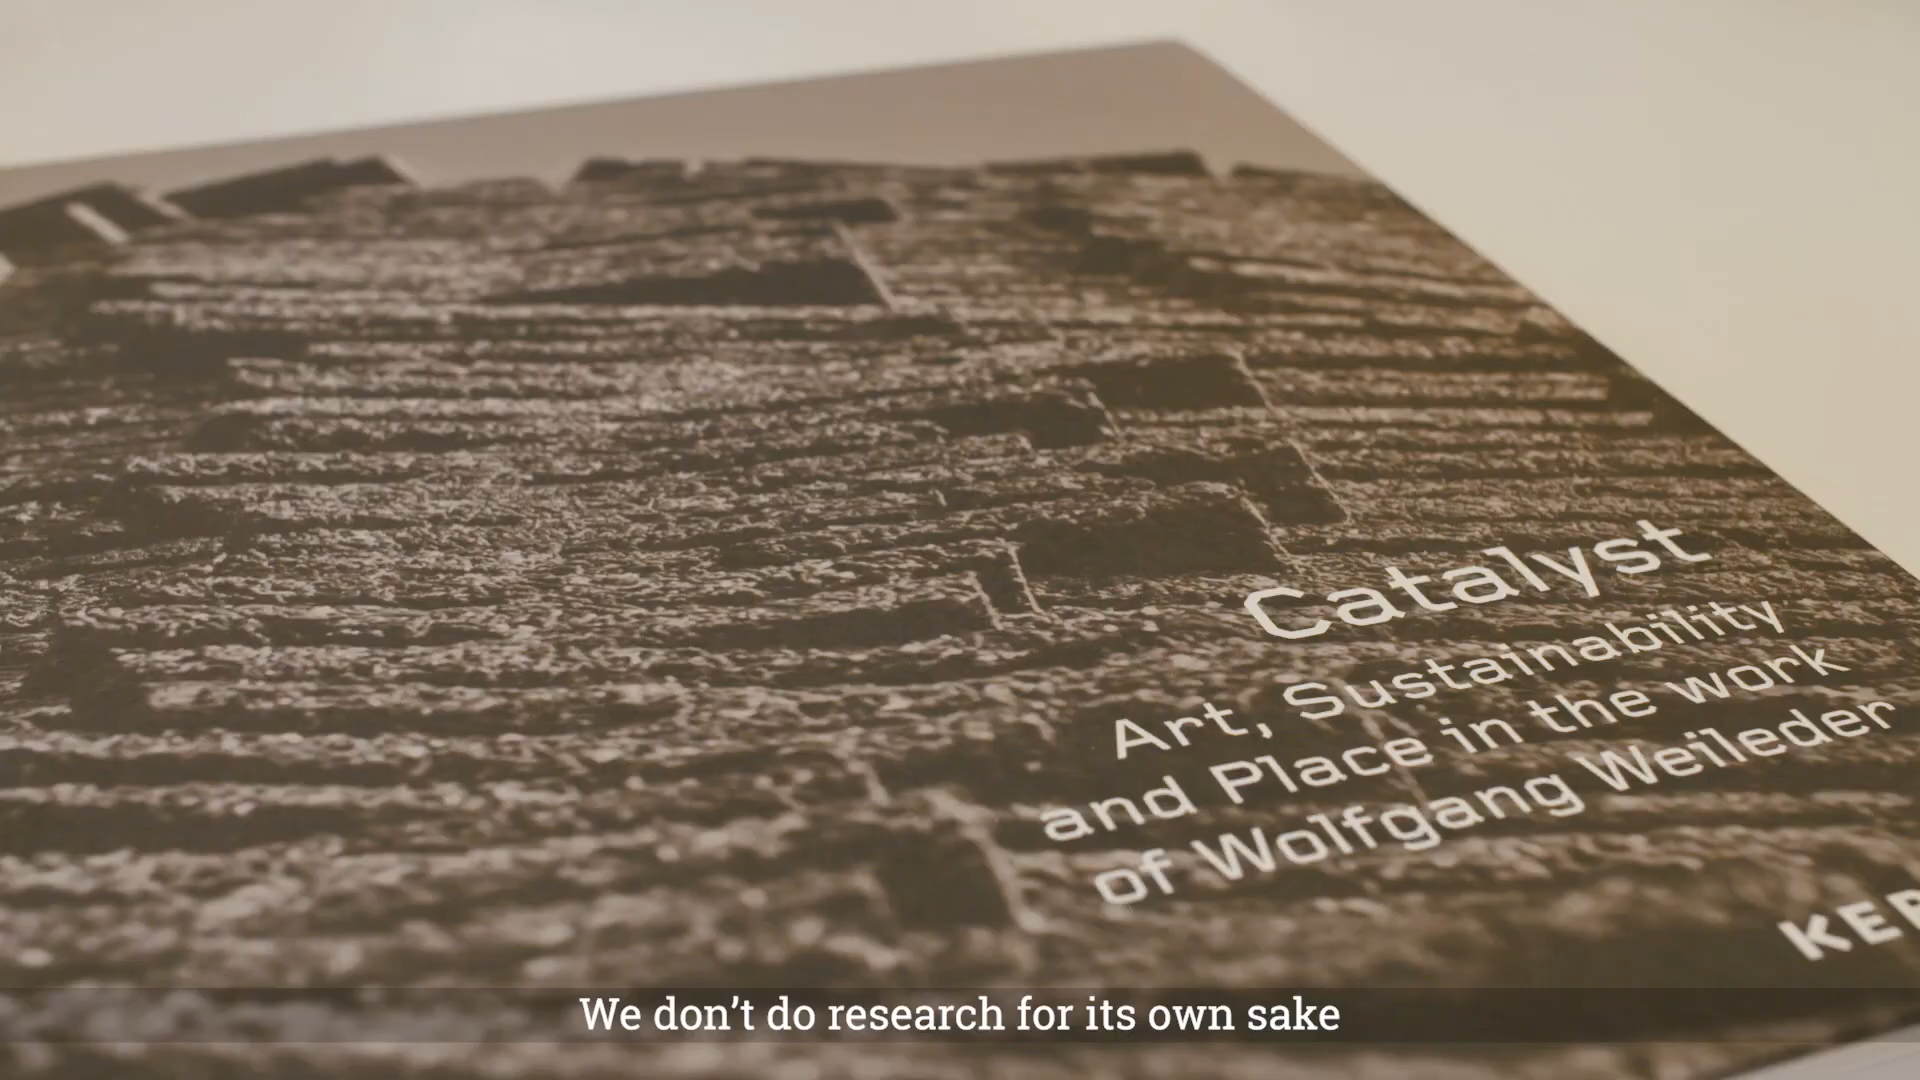 Catalyst
Art, Sustainability
and Place in the work
of Wolfgang Weileder
We don't do research for its own sake